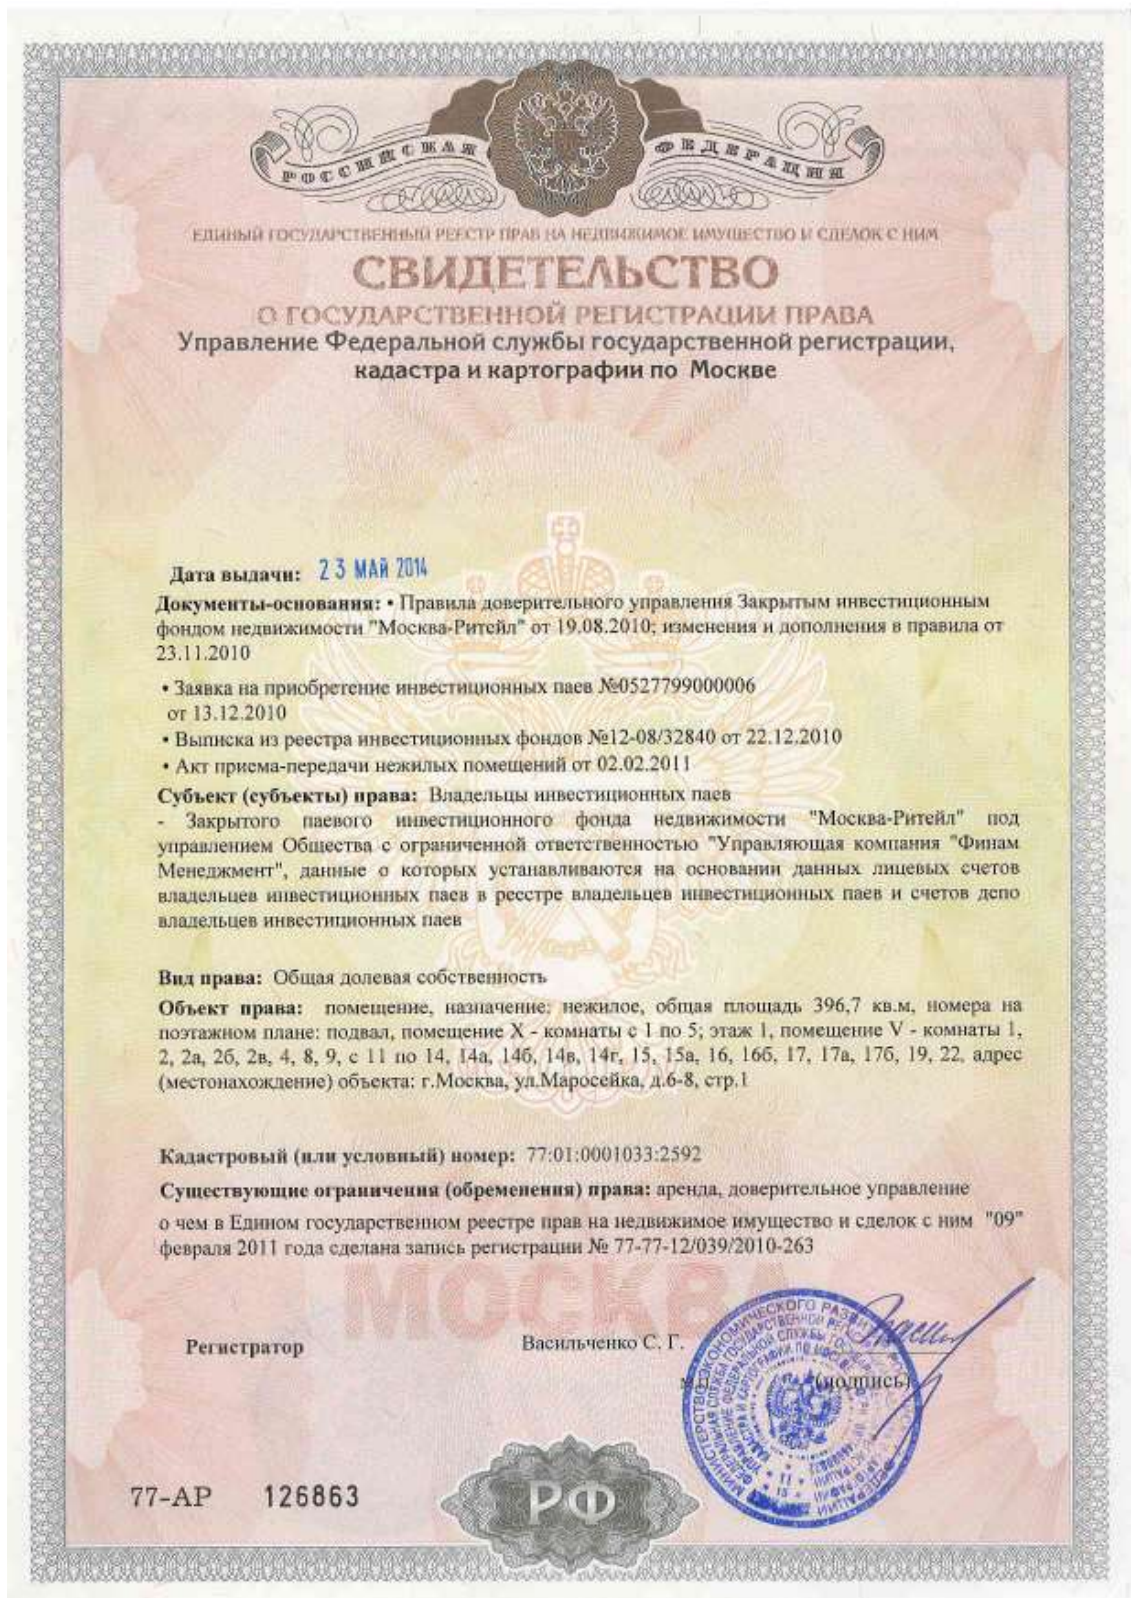 РОССИЙСКАЯ ФЕДЕРАЦИЯ
ЕДИНЫЙ ГОСУДАРСТВЕННЫЙ РЕЕСТР ПРАВ НА НЕДВИЖИМОЕ ИМУЩЕСТВО И СДЕЛОК С НИМ
СВИДЕТЕЛЬСТВО
О ГОСУДАРСТВЕННОЙ РЕГИСТРАЦИИ ПРАВА
Управление Федеральной службы государственной регистрации,
кадастра и картографии по Москве
Дата выдачи: 23 МАЙ 2014
Документы-основания: • Правила доверительного управления Закрытым инвестиционным
фондом недвижимости "Москва-Ритейл" от 19.08.2010; изменения и дополнения в правила от
23.11.2010
• Заявка на приобретение инвестиционных паев №0527799000006
от 13.12.2010
• Выписка из реестра инвестиционных фондов №12-08/32840 от 22.12.2010
• Акт приема-передачи нежилых помещений от 02.02.2011
Субъект (субъекты) права: Владельцы инвестиционных паев
- Закрытого паевого инвестиционного фонда недвижимости "Москва-Ритейл" под
управлением Общества с ограниченной ответственностью "Управляющая компания "Финам
Менеджмент", данные о которых устанавливаются на основании данных лицевых счетов
владельцев инвестиционных паев в реестре владельцев инвестиционных паев и счетов депо
владельцев инвестиционных паев
Вид права: Общая долевая собственность
Объект права: помещение, назначение: нежилое, общая площадь 396,7 кв.м, номера на
поэтажном плане: подвал, помещение X - комнаты с 1 по 5; этаж 1, помещение V - комнаты 1,
2, 2а, 2б, 2в, 4, 8, 9, с 11 по 14, 14а, 14б, 14в, 14г, 15, 15а, 16, 16б, 17, 17а, 17б, 19, 22, адрес
(местонахождение) объекта: г.Москва, ул.Маросейка, д.6-8, стр.1
Кадастровый (или условный) номер: 77:01:0001033:2592
Существующие ограничения (обременения) права: аренда, доверительное управление
о чем в Едином государственном реестре прав на недвижимое имущество и сделок с ним "09"
февраля 2011 года сделана запись регистрации № 77-77-12/039/2010-263
МОСКВА
Регистратор Васильченко С. Г.
(подпись)
77-АР 126863
РФ